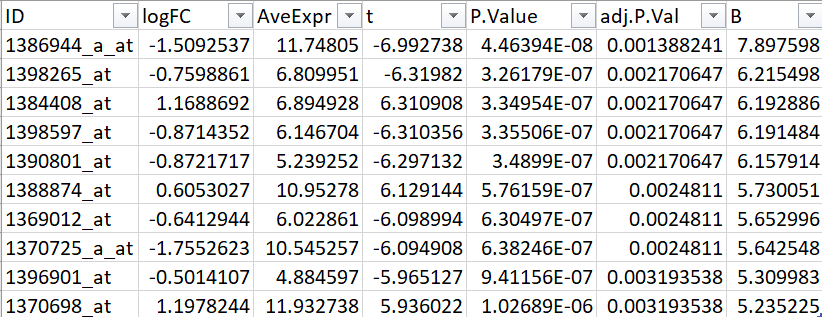 ID logFC AveExpr t P.Value adj.P.Val B
1386944_a_at -1.5092537 11.74805 -6.992738 4.46394E-08 0.001388241 7.897598
1398265_at -0.7598861 6.809951 -6.31982 3.26179E-07 0.002170647 6.215498
1384408_at 1.1688692 6.894928 6.310908 3.34954E-07 0.002170647 6.192886
1398597_at -0.8714352 6.146704 -6.310356 3.35506E-07 0.002170647 6.191484
1390801_at -0.8721717 5.239252 -6.297132 3.4899E-07 0.002170647 6.157914
1388874_at 0.6053027 10.95278 6.129144 5.76159E-07 0.0024811 5.730051
1369012_at -0.6412944 6.022861 -6.098994 6.30497E-07 0.0024811 5.652996
1370725_a_at -1.7552623 10.545257 -6.094908 6.38246E-07 0.0024811 5.642548
1396901_at -0.5014107 4.884597 -5.965127 9.41156E-07 0.003193538 5.309983
1370698_at 1.1978244 11.932738 5.936022 1.02689E-06 0.003193538 5.235225